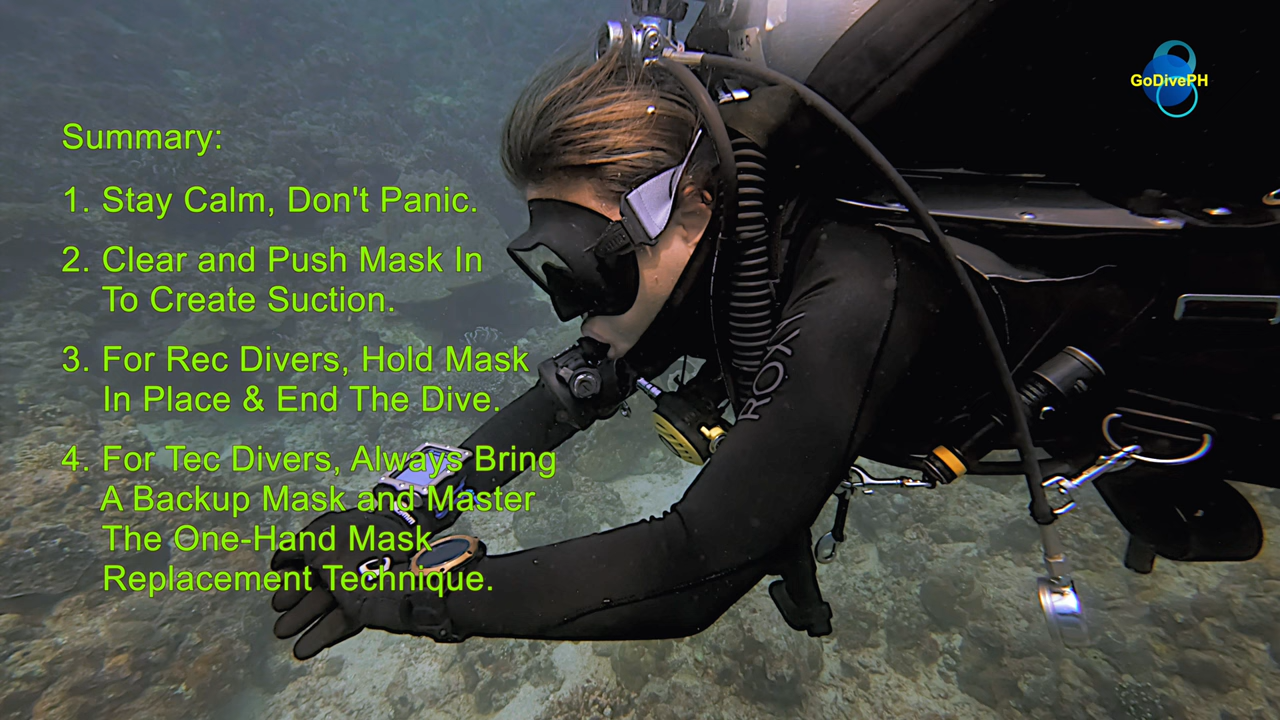 GoDivePH
Summary:
1. Stay Calm, Don't Panic.
2. Clear and Push Mask In
To Create Suction.
3. For Rec Divers, Hold Mask
In Place & End The Dive.
4. For Tec Divers, Always Bring
A Backup Mask and Master
The One-Hand Mask
Replacement Technique.